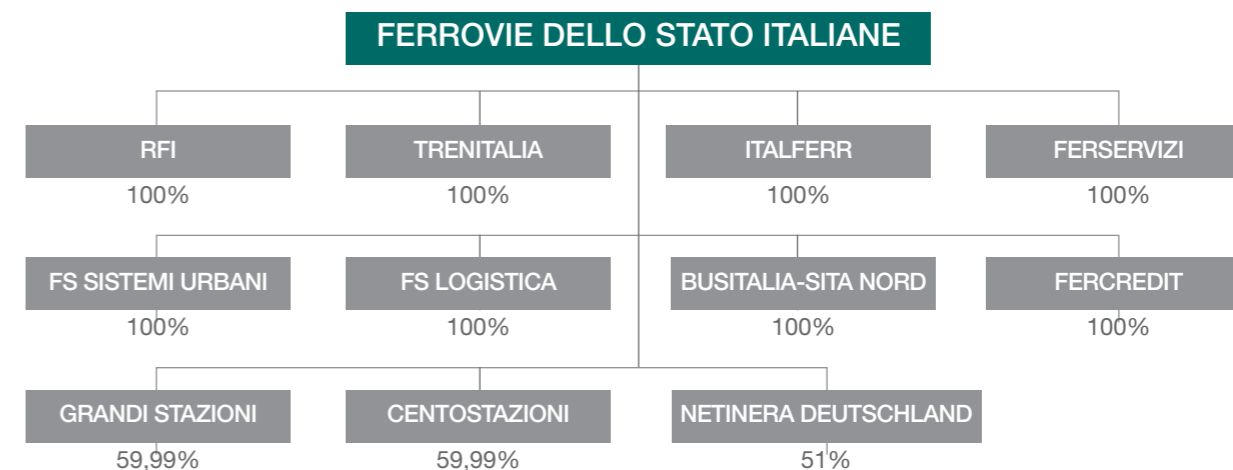 FERROVIE DELLO STATO ITALIANE
RFI
TRENITALIA
ITALFERR
FERSERVIZI
100%
100%
100%
100%
FS SISTEMI URBANI
FS LOGISTICA
BUSITALIA-SITA NORD
FERCREDIT
100%
100%
100%
100%
GRANDI STAZIONI
CENTOSTAZIONI
NETINERA DEUTSCHLAND
59,99%
59,99%
51%